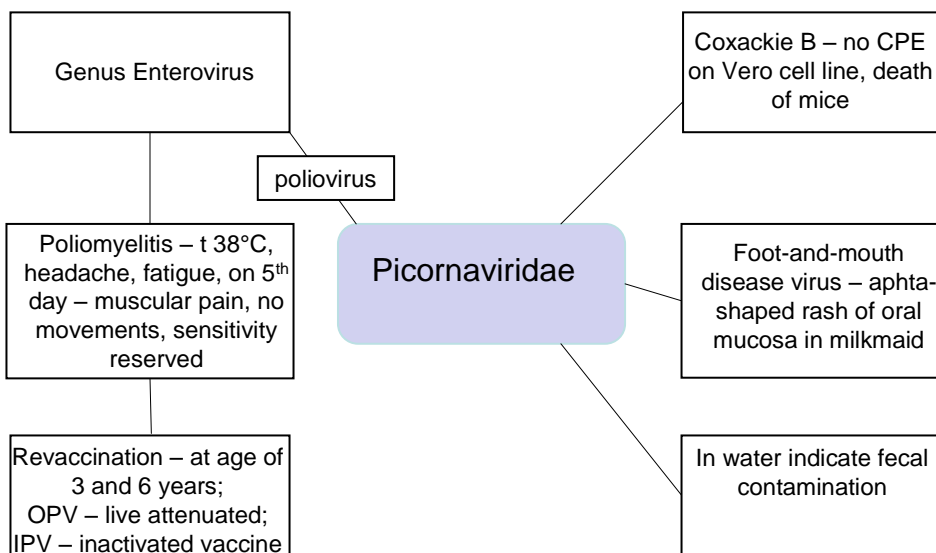 Genus Enterovirus
poliovirus
Poliomyelitis – t 38°C,
headache, fatigue, on 5th
day – muscular pain, no
movements, sensitivity
reserved
Revaccination – at age of
3 and 6 years;
OPV – live attenuated;
IPV – inactivated vaccine
Picornaviridae
Coxackie B – no CPE
on Vero cell line, death
of mice
Foot-and-mouth
disease virus – aphta-
shaped rash of oral
mucosa in milkmaid
In water indicate fecal
contamination